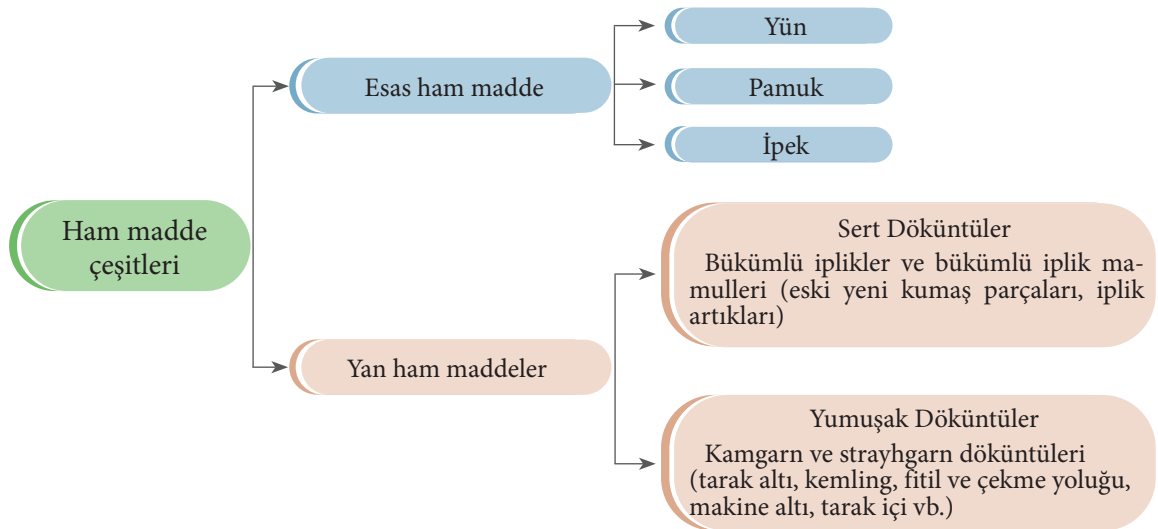 Ham madde
çeşitleri
Esas ham madde
Yün
Pamuk
İpek
Yan ham maddeler
Sert Döküntüler
Bükümlü iplikler ve bükümlü iplik ma-
mulleri (eski yeni kumaş parçaları, iplik
artıkları)
Yumuşak Döküntüler
Kamgarn ve strayhgarn döküntüleri
(tarak altı, kemling, fitil ve çekme yoluğu,
makine altı, tarak içi vb.)